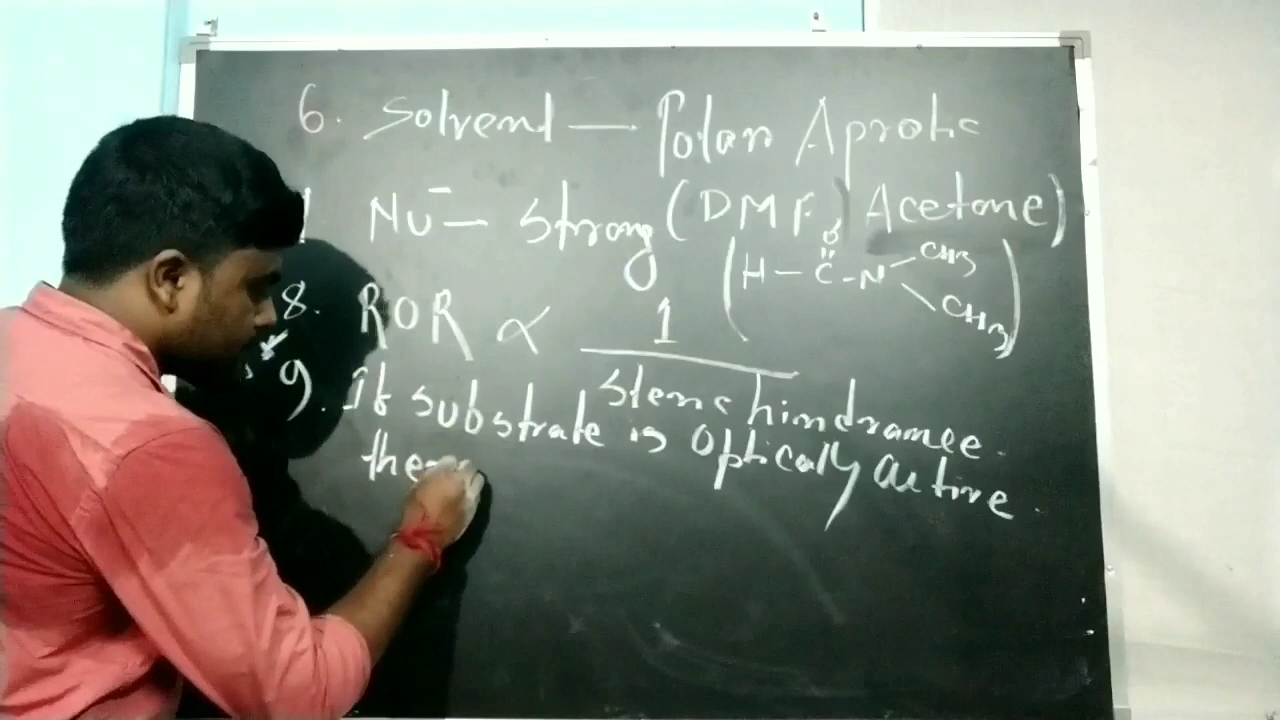 6. Solvent — Polar Aprotic
Nu⁻ — Strong (DMF, Acetone)
(H - C - N
O
CH3
CH3)
8. ROR ∝ 1
Steric hindrance.
9. If substrate is optically active.
then